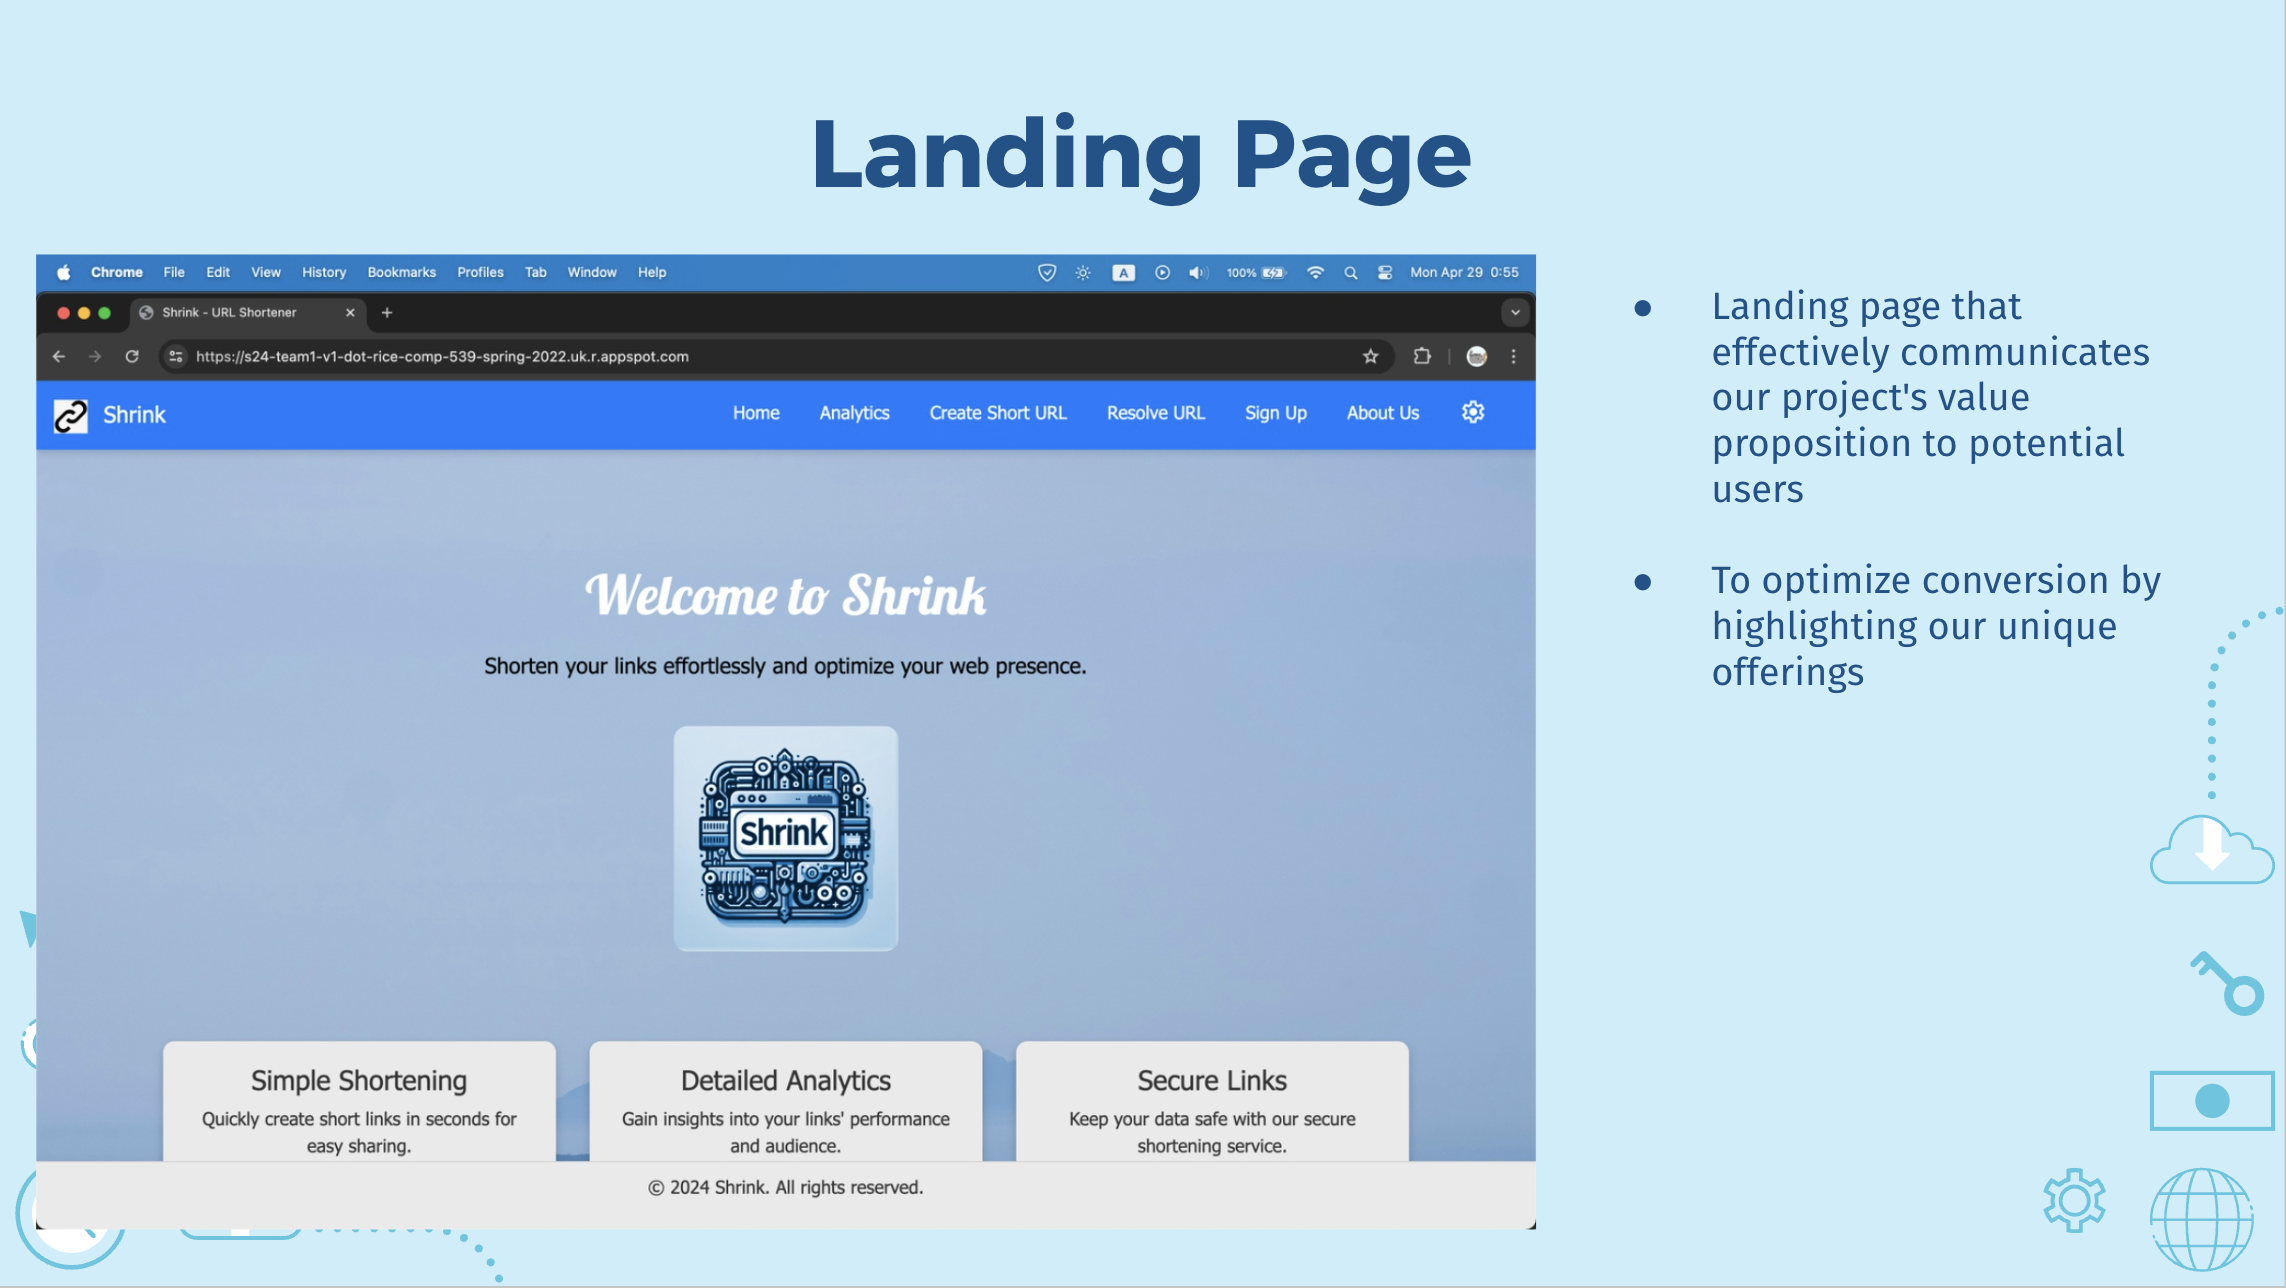 Landing Page
Chrome File Edit View History Bookmarks Profiles Tab Window Help A 100% Mon Apr 29 0:55
Shrink - URL Shortener
https://s24-team1-v1-dot-rice-comp-539-spring-2022.uk.r.appspot.com
Shrink Home Analytics Create Short URL Resolve URL Sign Up About Us
Welcome to Shrink
Shorten your links effortlessly and optimize your web presence.
Shrink
Simple Shortening
Quickly create short links in seconds for
easy sharing.
Detailed Analytics
Gain insights into your links' performance
and audience.
Secure Links
Keep your data safe with our secure
shortening service.
© 2024 Shrink. All rights reserved.
● Landing page that
effectively communicates
our project's value
proposition to potential
users
● To optimize conversion by
highlighting our unique
offerings